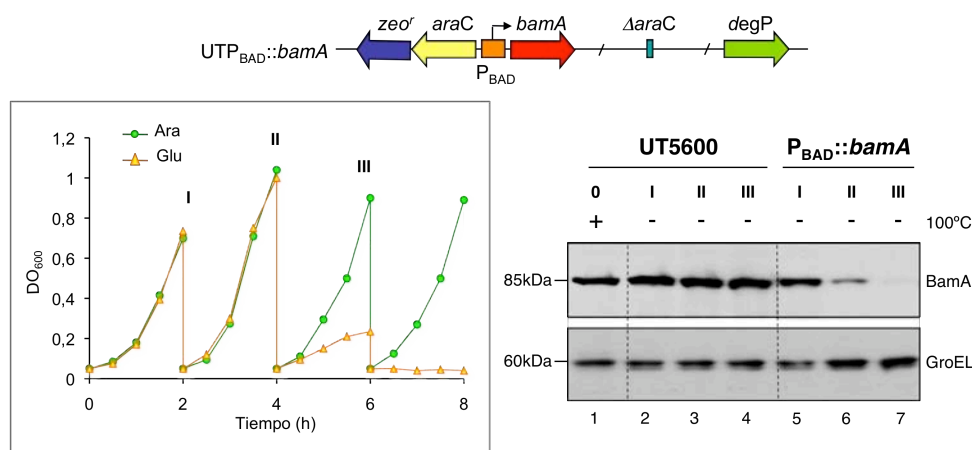 zeoʳ araC bamA ΔaraC degP
UTP_BAD::bamA
P_BAD
Ara
Glu
I II III
DO₆₀₀
1,2
1
0,8
0,6
0,4
0,2
0
0 2 4 6 8
Tiempo (h)
UT5600 P_BAD::bamA
0 I II III I II III
+ - - - - - - 100ºC
85kDa BamA
60kDa GroEL
1 2 3 4 5 6 7